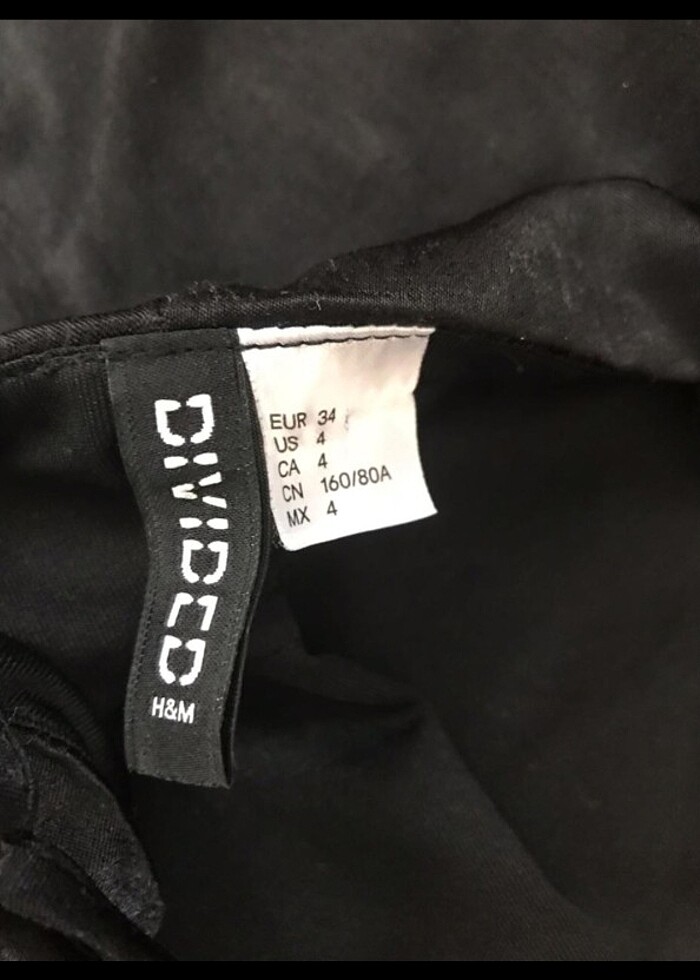 DIVIDED
H&M
EUR 34
US 4
CA 4
CN 160/80A
MX 4